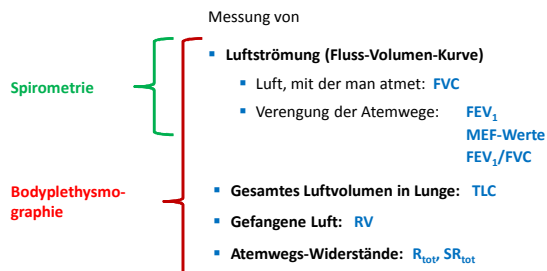 Messung von
Spirometrie
▪ Luftströmung (Fluss-Volumen-Kurve)
▪ Luft, mit der man atmet: FVC
▪ Verengung der Atemwege: FEV₁
MEF-Werte
FEV₁/FVC
Bodyplethysmo-
graphie
▪ Gesamtes Luftvolumen in Lunge: TLC
▪ Gefangene Luft: RV
▪ Atemwegs-Widerstände: Rtot, SRtot